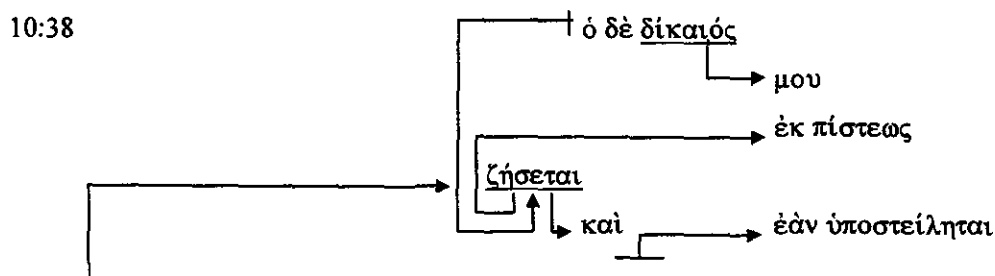 10:38
ὁ δὲ δίκαιός
μου
ἐκ πίστεως
ζήσεται
καὶ
ἐὰν ὑποστείληται